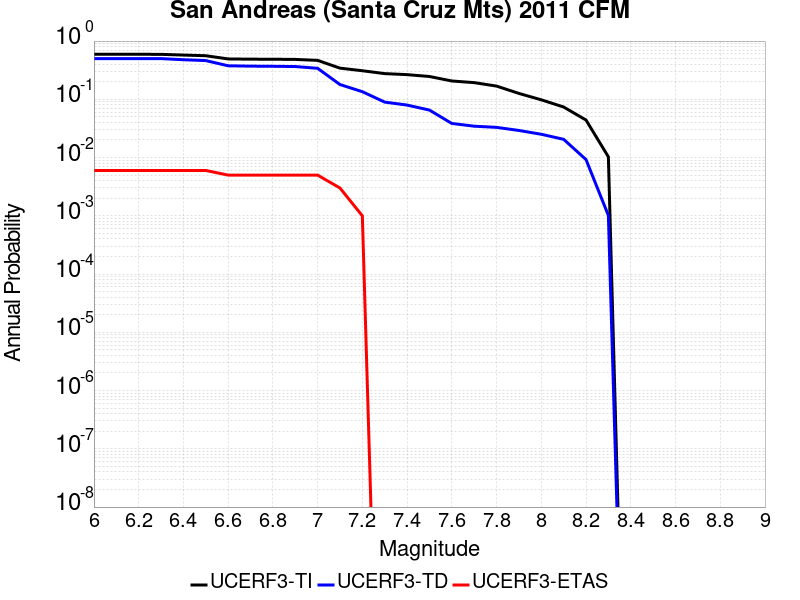 San Andreas (Santa Cruz Mts) 2011 CFM
10^0
10^-1
10^-2
10^-3
10^-4
10^-5
10^-6
10^-7
10^-8
Annual Probability
6 6.2 6.4 6.6 6.8 7 7.2 7.4 7.6 7.8 8 8.2 8.4 8.6 8.8 9
Magnitude
UCERF3-TI UCERF3-TD UCERF3-ETAS